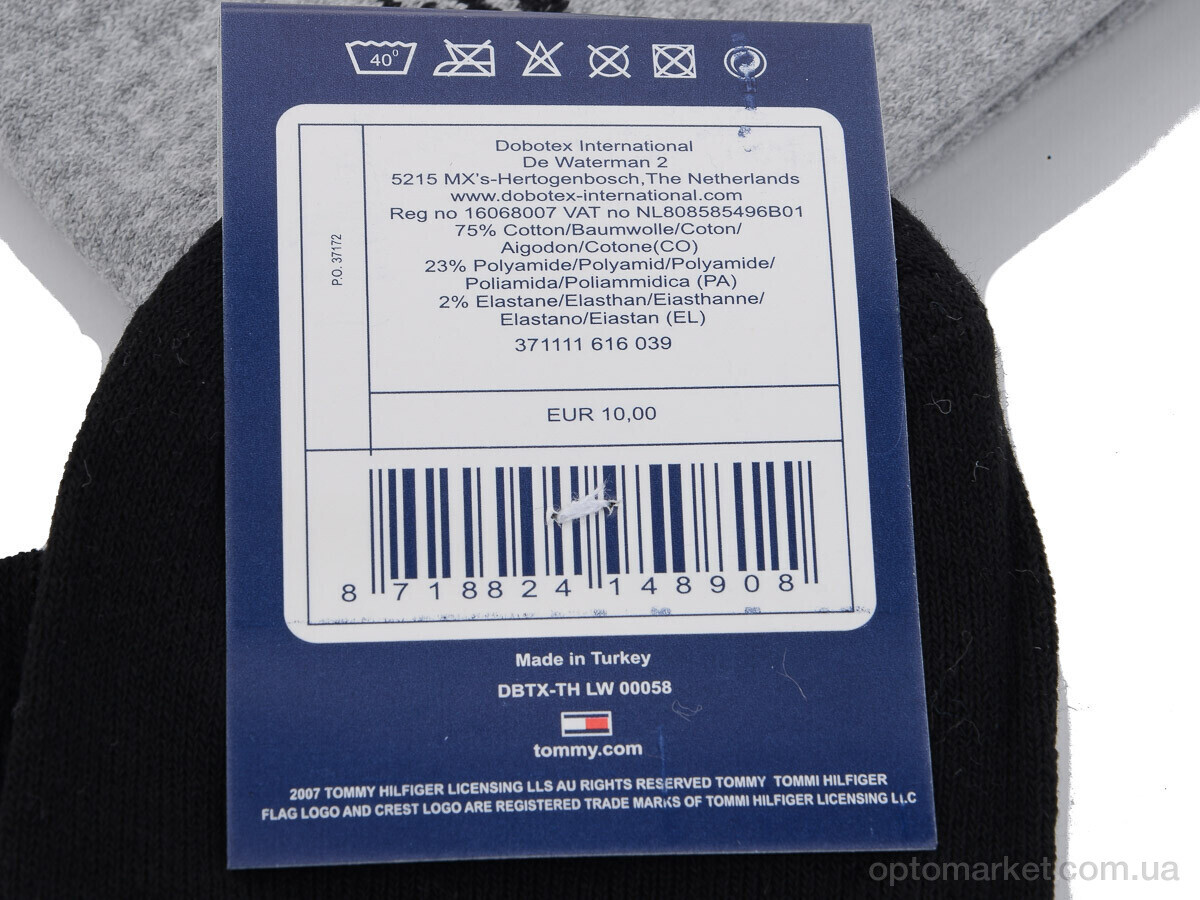 40°
Dobotex International
De Waterman 2
5215 MX's-Hertogenbosch,The Netherlands
www.dobotex-international.com
Reg no 16068007 VAT no NL808585496B01
75% Cotton/Baumwolle/Coton/
Aigodon/Cotone(CO)
23% Polyamide/Polyamid/Polyamide/
Poliamida/Poliammidica (PA)
2% Elastane/Elasthan/Eiasthanne/
Elastano/Eiastan (EL)
371111 616 039
P.O. 37172
EUR 10,00
8 718824 148908
Made in Turkey
DBTX-TH LW 00058
tommy.com
2007 TOMMY HILFIGER LICENSING LLS AU RIGHTS RESERVED TOMMY TOMMI HILFIGER
FLAG LOGO AND CREST LOGO ARE REGISTERED TRADE MARKS OF TOMMI HILFIGER LICENSING LLC
optomarket.com.ua